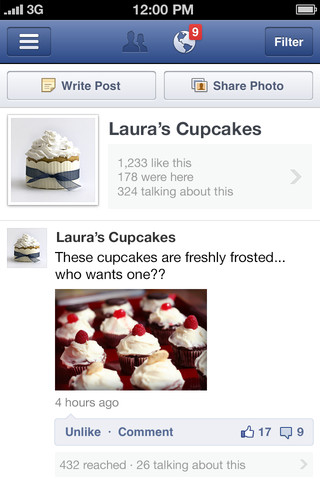 3G 12:00 PM
9
Filter
Write Post
Share Photo
Laura's Cupcakes
1,233 like this
178 were here
324 talking about this
Laura's Cupcakes
These cupcakes are freshly frosted...
who wants one??
4 hours ago
Unlike · Comment 17 9
432 reached · 26 talking about this